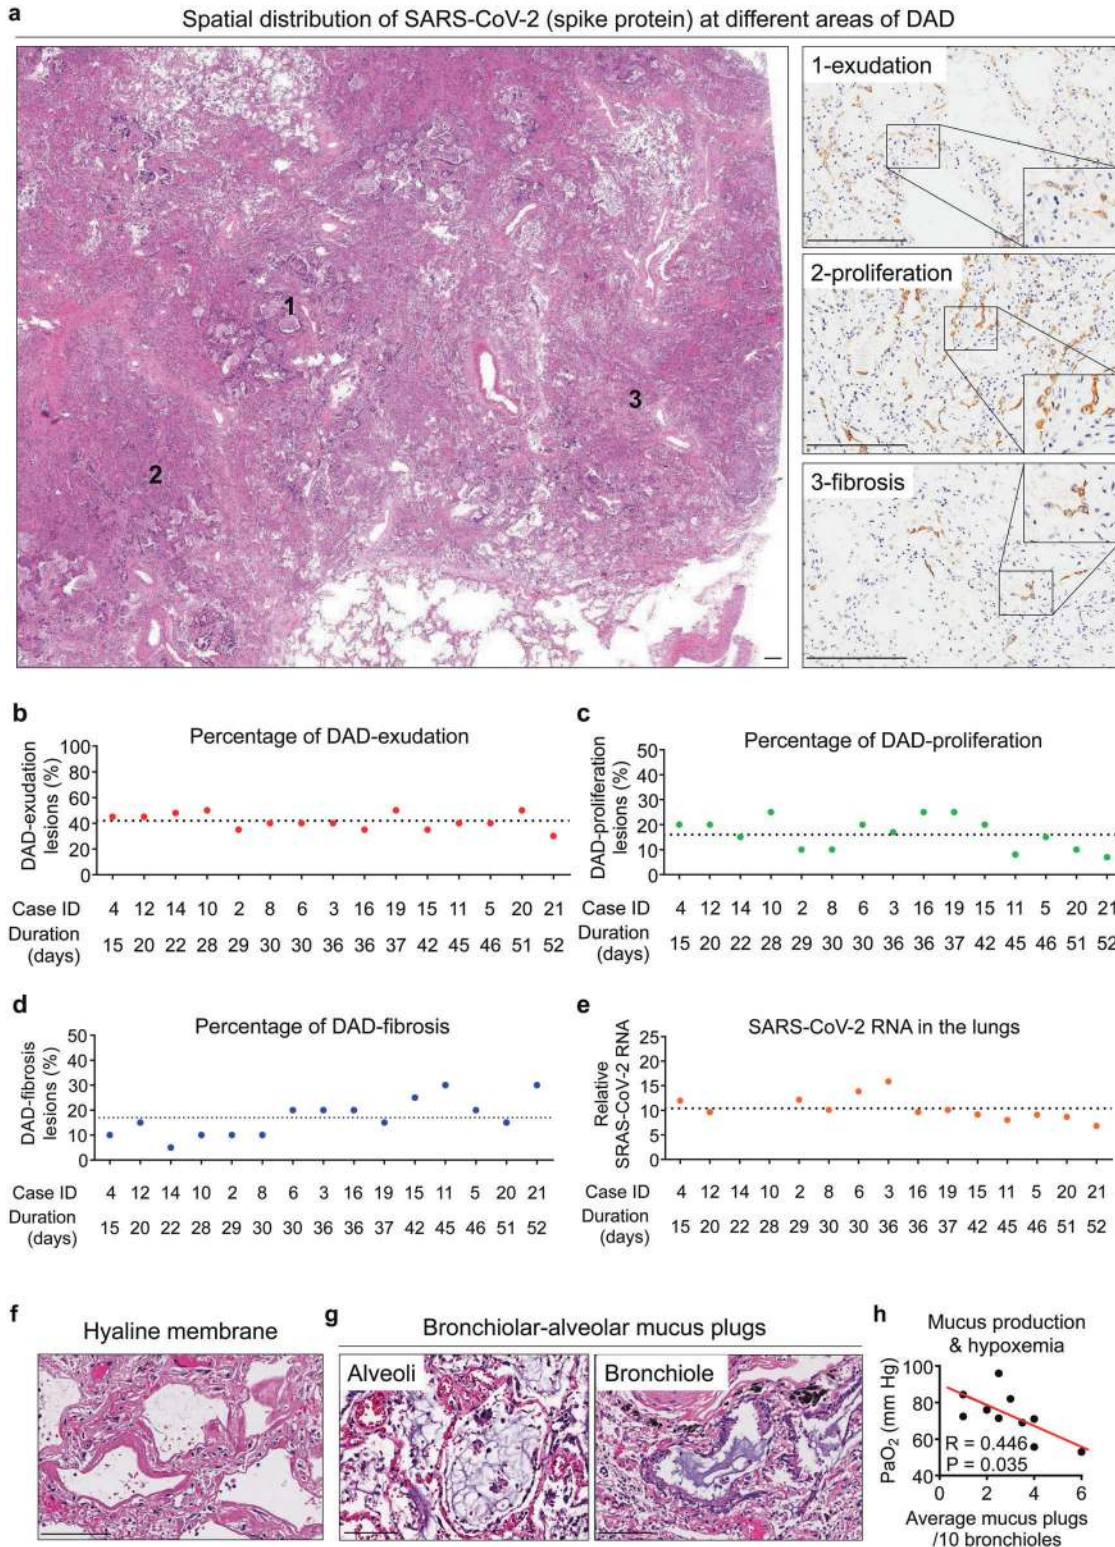 a
Spatial distribution of SARS-CoV-2 (spike protein) at different areas of DAD
1
2
3
1-exudation
2-proliferation
3-fibrosis
b
Percentage of DAD-exudation
DAD-exudation
lesions (%)
100
80
60
40
20
0
Case ID 4 12 14 10 2 8 6 3 16 19 15 11 5 20 21
Duration
(days) 15 20 22 28 29 30 30 36 36 37 42 45 46 51 52
c
Percentage of DAD-proliferation
DAD-proliferation
lesions (%)
50
40
30
20
10
0
Case ID 4 12 14 10 2 8 6 3 16 19 15 11 5 20 21
Duration
(days) 15 20 22 28 29 30 30 36 36 37 42 45 46 51 52
d
Percentage of DAD-fibrosis
DAD-fibrosis
lesions (%)
50
40
30
20
10
0
Case ID 4 12 14 10 2 8 6 3 16 19 15 11 5 20 21
Duration
(days) 15 20 22 28 29 30 30 36 36 37 42 45 46 51 52
e
SARS-CoV-2 RNA in the lungs
Relative
SRAS-CoV-2 RNA
25
20
15
10
5
0
Case ID 4 12 14 10 2 8 6 3 16 19 15 11 5 20 21
Duration
(days) 15 20 22 28 29 30 30 36 36 37 42 45 46 51 52
f
Hyaline membrane
g
Bronchiolar-alveolar mucus plugs
Alveoli
Bronchiole
h
Mucus production
& hypoxemia
PaO2 (mm Hg)
100
80
60
40
R = 0.446
P = 0.035
0 2 4 6
Average mucus plugs
/10 bronchioles